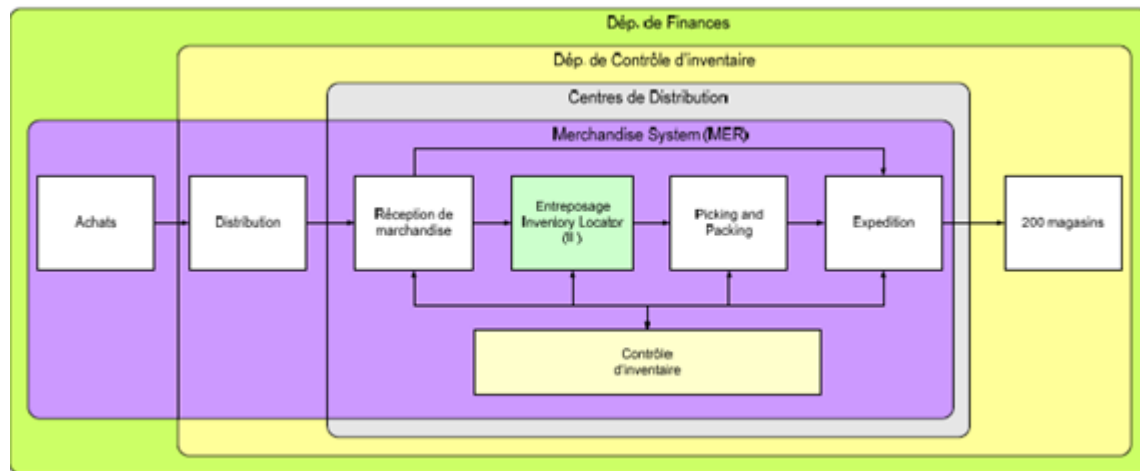 Dép. de Finances
Dép. de Contrôle d'inventaire
Centres de Distribution
Merchandise System (MER)
Achats
Distribution
Réception de
marchandise
Entreposage
Inventory Locator
(IL)
Picking and
Packing
Expedition
200 magasins
Contrôle
d'inventaire